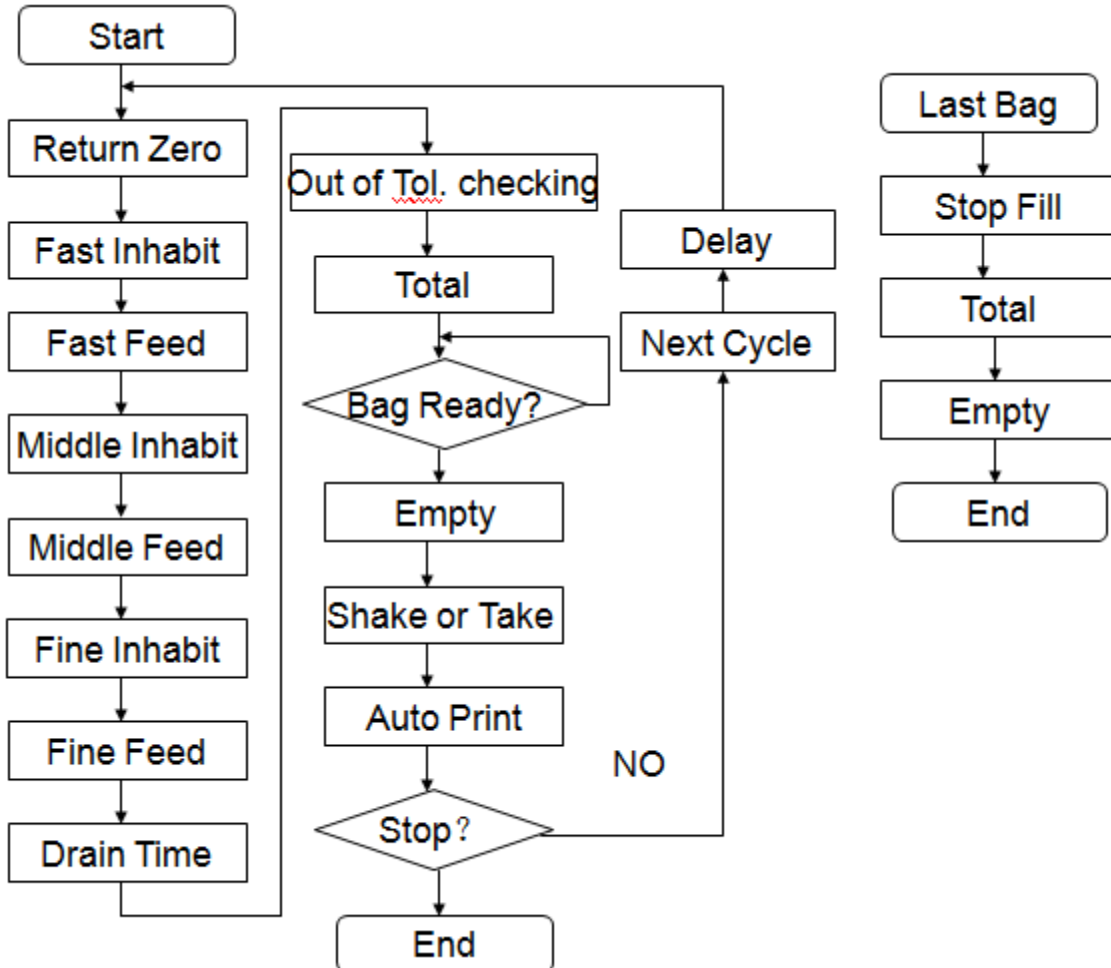 Start
Return Zero
Fast Inhabit
Fast Feed
Middle Inhabit
Middle Feed
Fine Inhabit
Fine Feed
Drain Time
Out of Tol. checking
Total
Bag Ready?
Empty
Shake or Take
Auto Print
Stop？
End
NO
Next Cycle
Delay
Last Bag
Stop Fill
Total
Empty
End